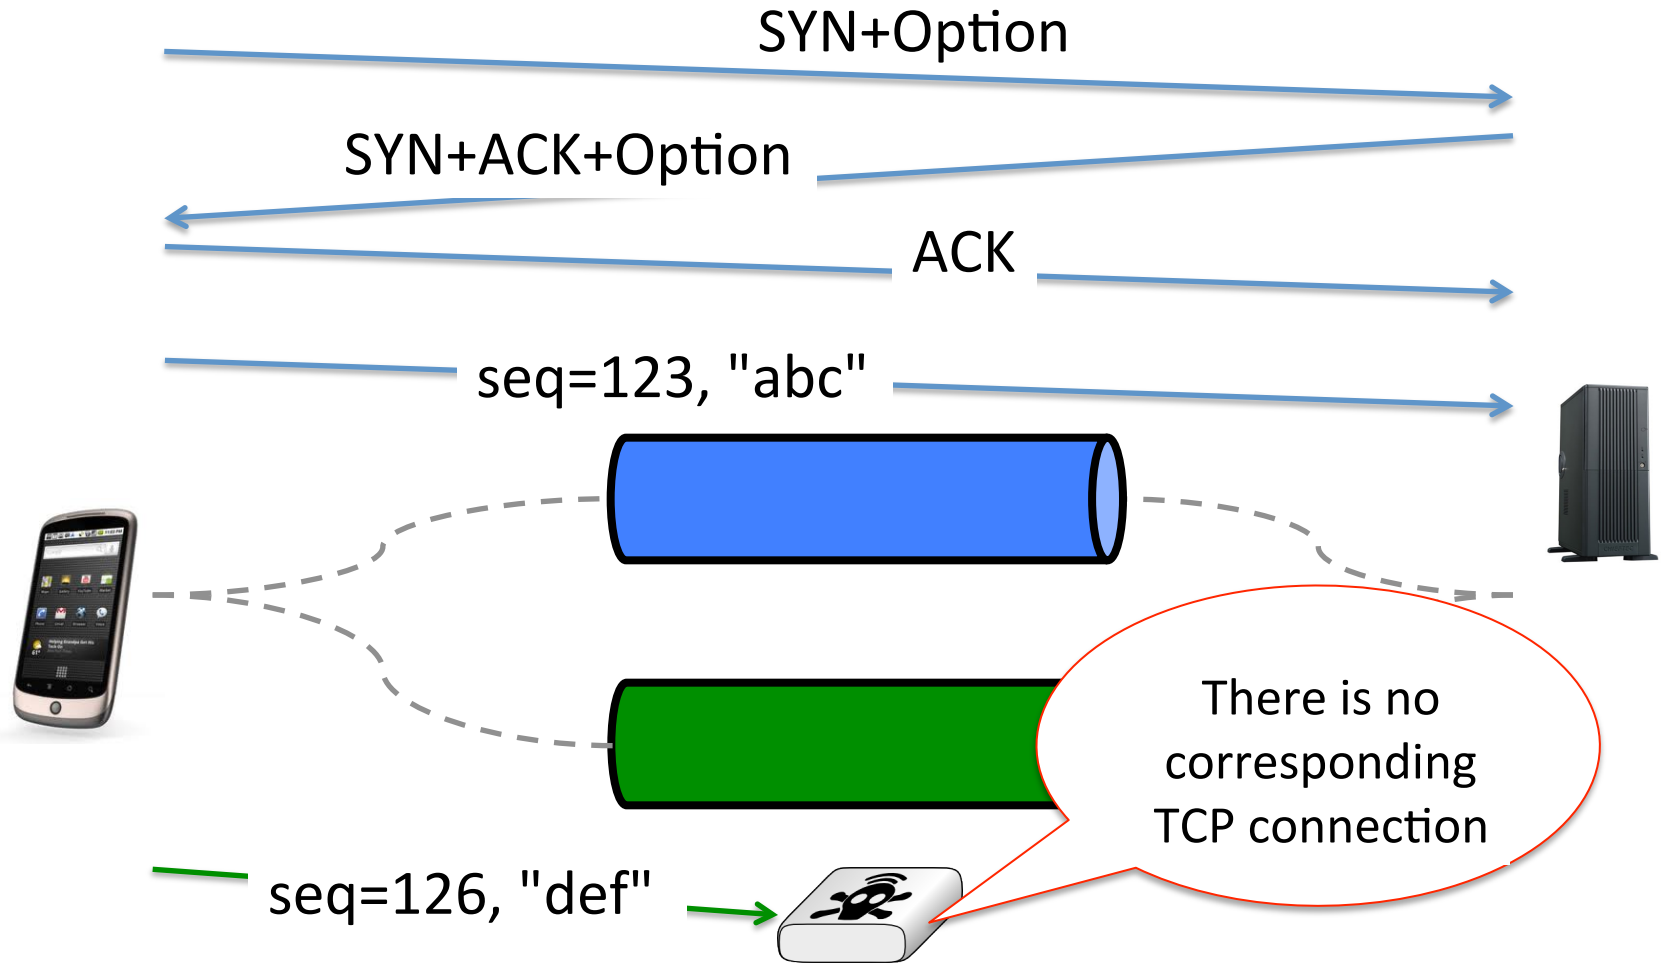 SYN+Option
SYN+ACK+Option
ACK
seq=123, "abc"
There is no
corresponding
TCP connection
seq=126, "def"